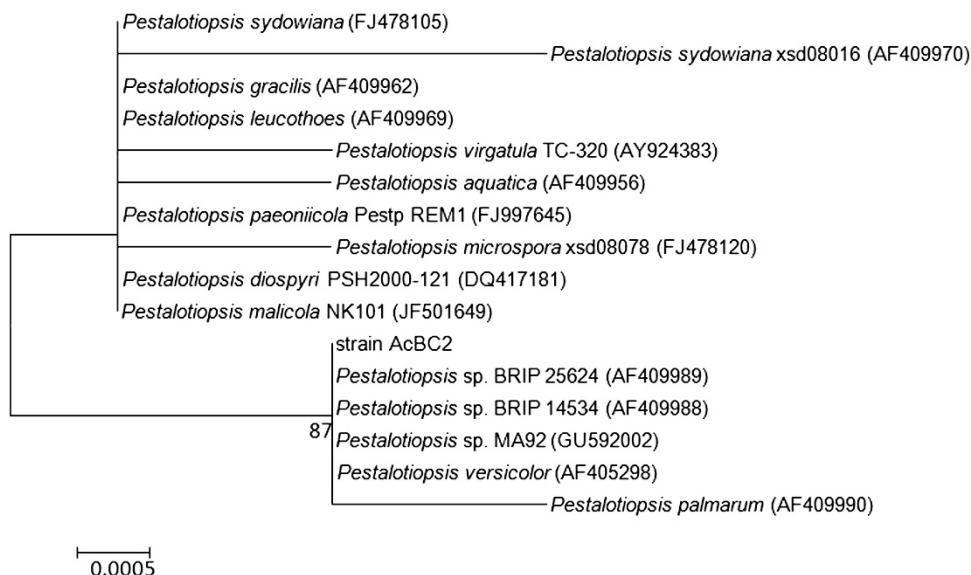 Pestalotiopsis sydowiana (FJ478105)
Pestalotiopsis sydowiana xsd08016 (AF409970)
Pestalotiopsis gracilis (AF409962)
Pestalotiopsis leucothoes (AF409969)
Pestalotiopsis virgatula TC-320 (AY924383)
Pestalotiopsis aquatica (AF409956)
Pestalotiopsis paeoniicola Pestp REM1 (FJ997645)
Pestalotiopsis microspora xsd08078 (FJ478120)
Pestalotiopsis diospyri PSH2000-121 (DQ417181)
Pestalotiopsis malicola NK101 (JF501649)
strain AcBC2
Pestalotiopsis sp. BRIP 25624 (AF409989)
Pestalotiopsis sp. BRIP 14534 (AF409988)
87
Pestalotiopsis sp. MA92 (GU592002)
Pestalotiopsis versicolor (AF405298)
Pestalotiopsis palmarum (AF409990)
0.0005